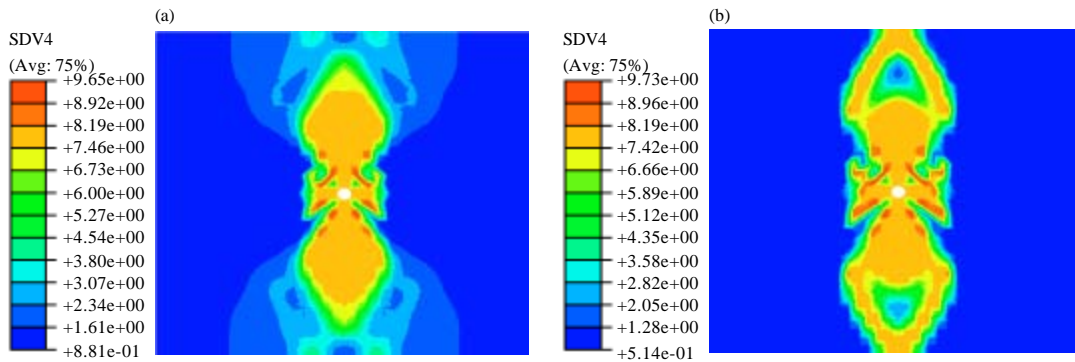 (a)
SDV4
(Avg: 75%)
+9.65e+00
+8.92e+00
+8.19e+00
+7.46e+00
+6.73e+00
+6.00e+00
+5.27e+00
+4.54e+00
+3.80e+00
+3.07e+00
+2.34e+00
+1.61e+00
+8.81e-01
(b)
SDV4
(Avg: 75%)
+9.73e+00
+8.96e+00
+8.19e+00
+7.42e+00
+6.66e+00
+5.89e+00
+5.12e+00
+4.35e+00
+3.58e+00
+2.82e+00
+2.05e+00
+1.28e+00
+5.14e-01